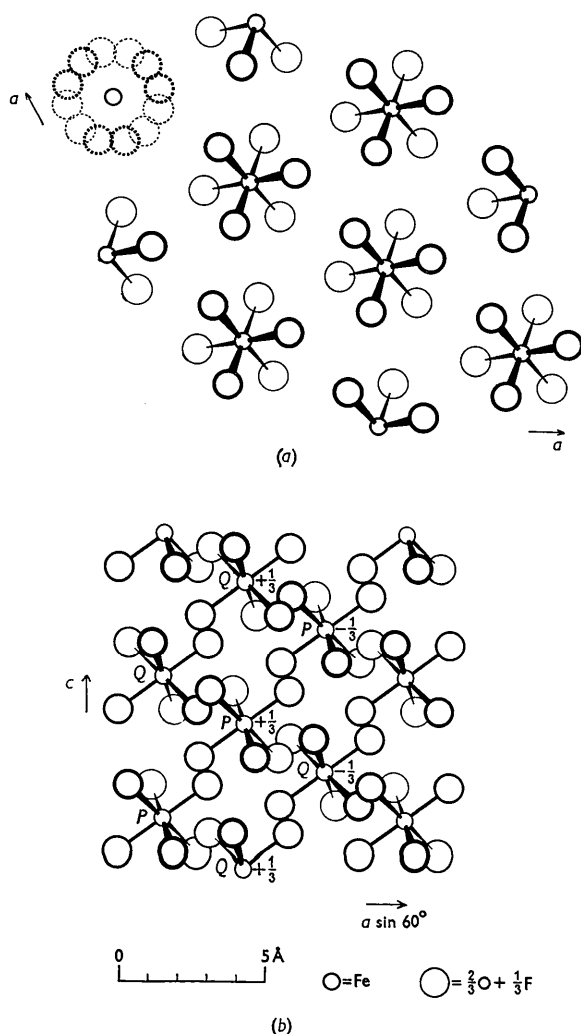 a
a
(a)
Q +1/3
P -1/3
Q
c
P +1/3
Q -1/3
P
Q +1/3
a sin 60°
0 5 Å
=Fe =2/3O+1/3F
(b)